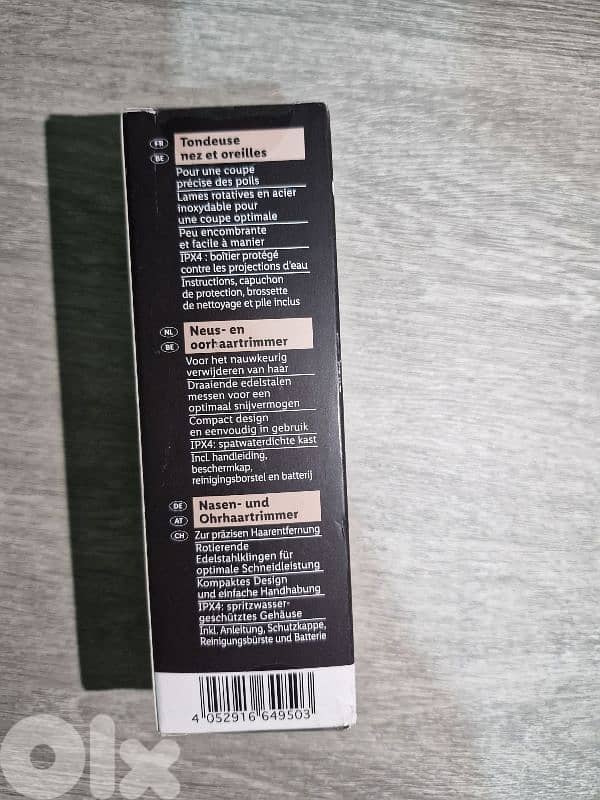 FR
BE
Tondeuse
nez et oreilles
Pour une coupe
précise des poils
Lames rotatives en acier
inoxydable pour
une coupe optimale
Peu encombrante
et facile à manier
IPX4 : boîtier protégé
contre les projections d'eau
Instructions, capuchon
de protection, brossette
de nettoyage et pile inclus
NL
BE
Neus- en
oorhaartrimmer
Voor het nauwkeurig
verwijderen van haar
Draaiende edelstalen
messen voor een
optimaal snijvermogen
Compact design
en eenvoudig in gebruik
IPX4: spatwaterdichte kast
Incl. handleiding,
beschermkap,
reinigingsborstel en batterij
DE
AT
CH
Nasen- und
Ohrhaartrimmer
Zur präzisen Haarentfernung
Rotierende
Edelstahlklingen für
optimale Schneidleistung
Kompaktes Design
und einfache Handhabung
IPX4: spritzwasser-
geschütztes Gehäuse
Inkl. Anleitung, Schutzkappe,
Reinigungsbürste und Batterie
4 052916 649503
olx